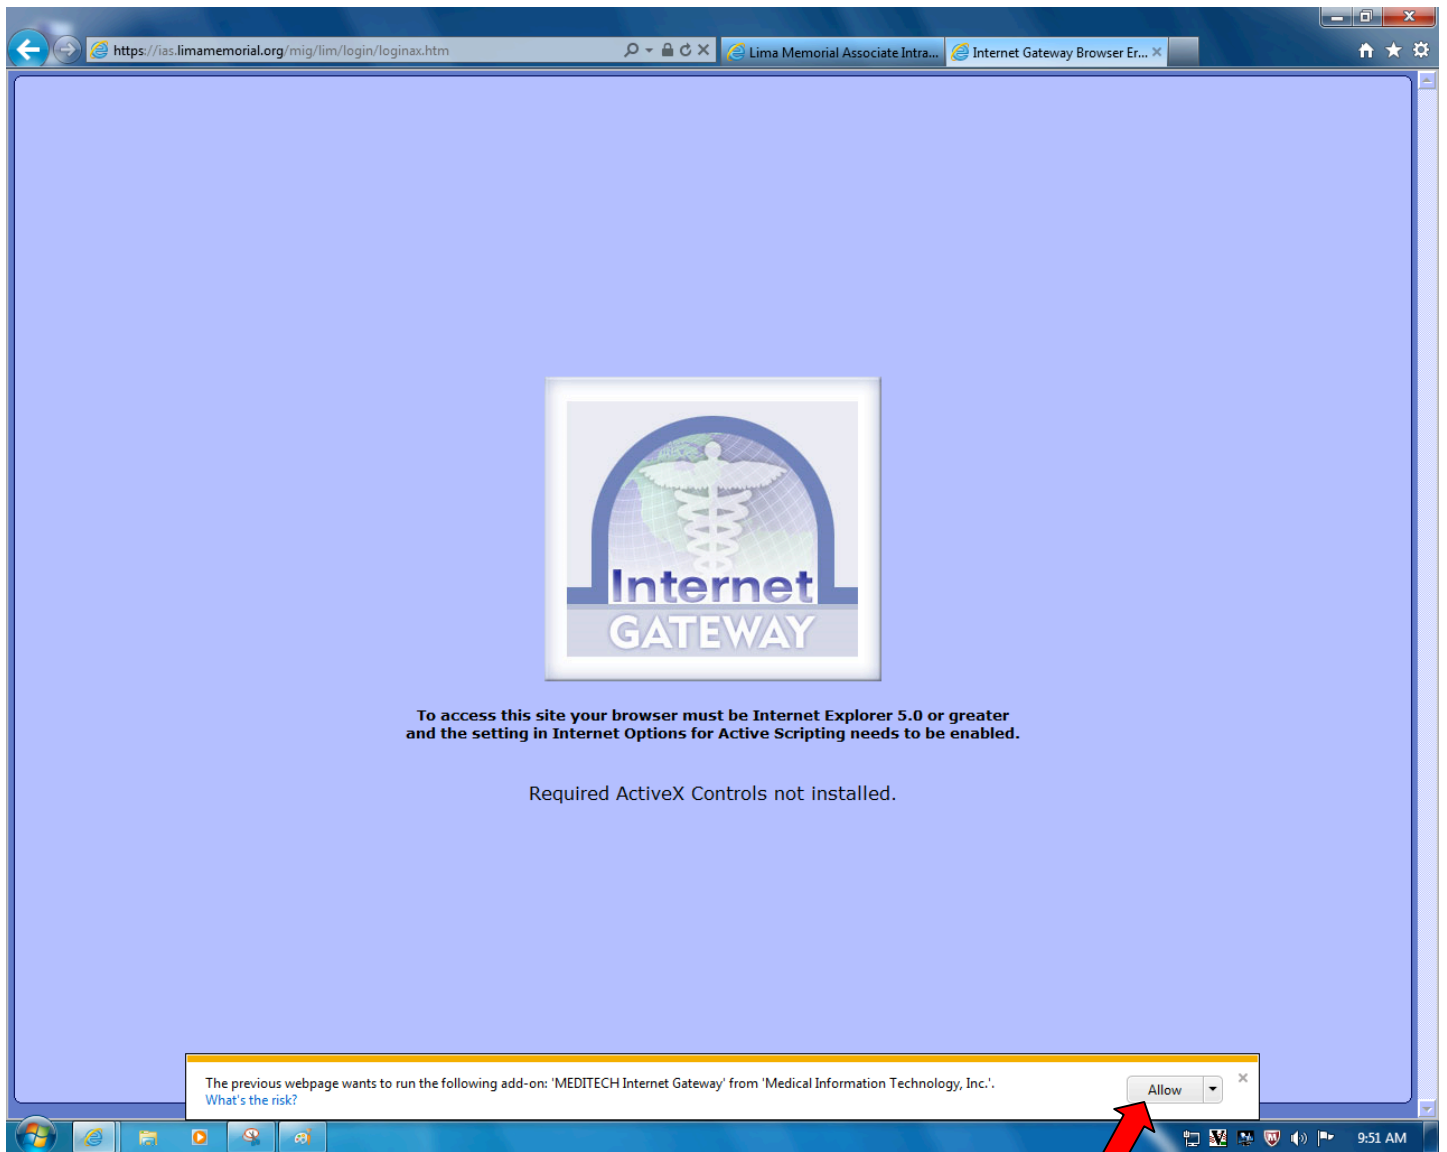 https://ias.limamemorial.org/mig/lim/login/loginax.htm
Lima Memorial Associate Intra...
Internet Gateway Browser Er...
Internet
GATEWAY
To access this site your browser must be Internet Explorer 5.0 or greater
and the setting in Internet Options for Active Scripting needs to be enabled.
Required ActiveX Controls not installed.
The previous webpage wants to run the following add-on: 'MEDITECH Internet Gateway' from 'Medical Information Technology, Inc.'.
What's the risk?
Allow
9:51 AM